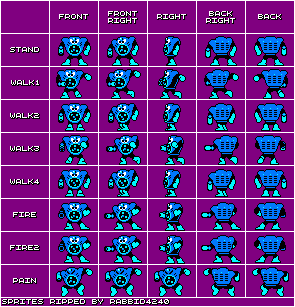 FRONT FRONT RIGHT RIGHT BACK RIGHT BACK
STAND
WALK1
WALK2
WALK3
WALK4
FIRE
FIRE2
PAIN
SPRITES RIPPED BY RABBID4240